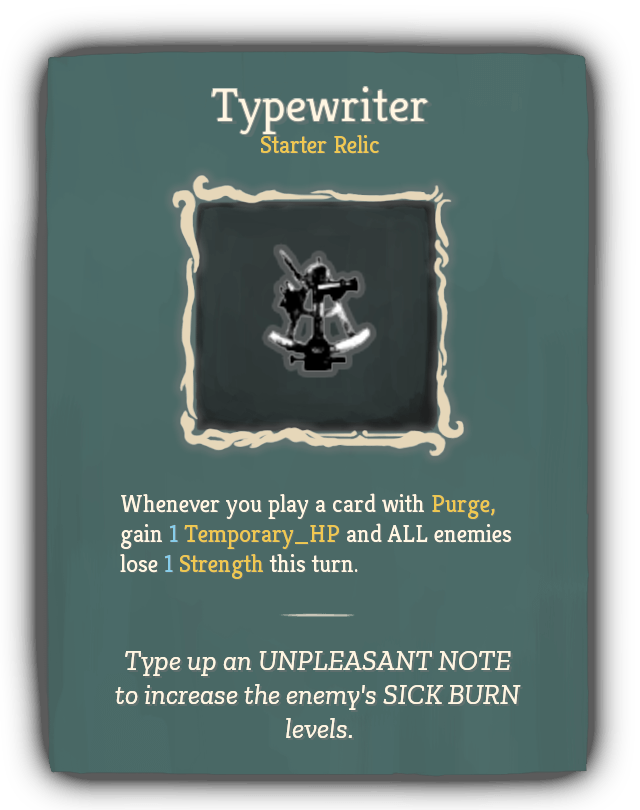 Typewriter
Starter Relic
Whenever you play a card with Purge,
gain 1 Temporary_HP and ALL enemies
lose 1 Strength this turn.
Type up an UNPLEASANT NOTE
to increase the enemy's SICK BURN
levels.